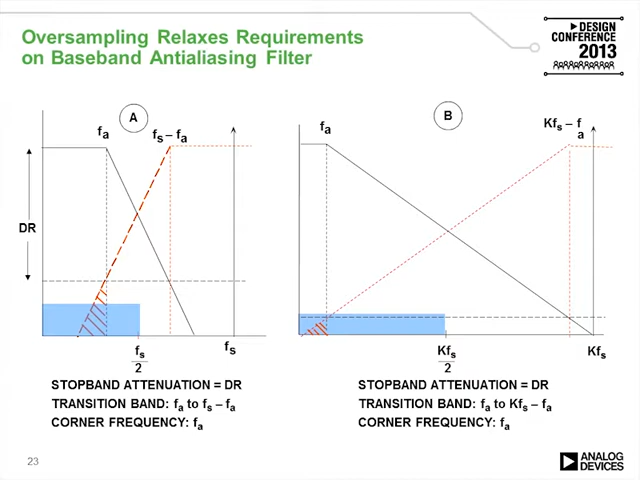 Oversampling Relaxes Requirements
on Baseband Antialiasing Filter
▶ DESIGN
CONFERENCE
2013
A
fa
fs – fa
DR
fs
2
fs
STOPBAND ATTENUATION = DR
TRANSITION BAND: fa to fs – fa
CORNER FREQUENCY: fa
B
fa
Kfs – f
a
Kfs
2
Kfs
STOPBAND ATTENUATION = DR
TRANSITION BAND: fa to Kfs – fa
CORNER FREQUENCY: fa
23
ANALOG
DEVICES